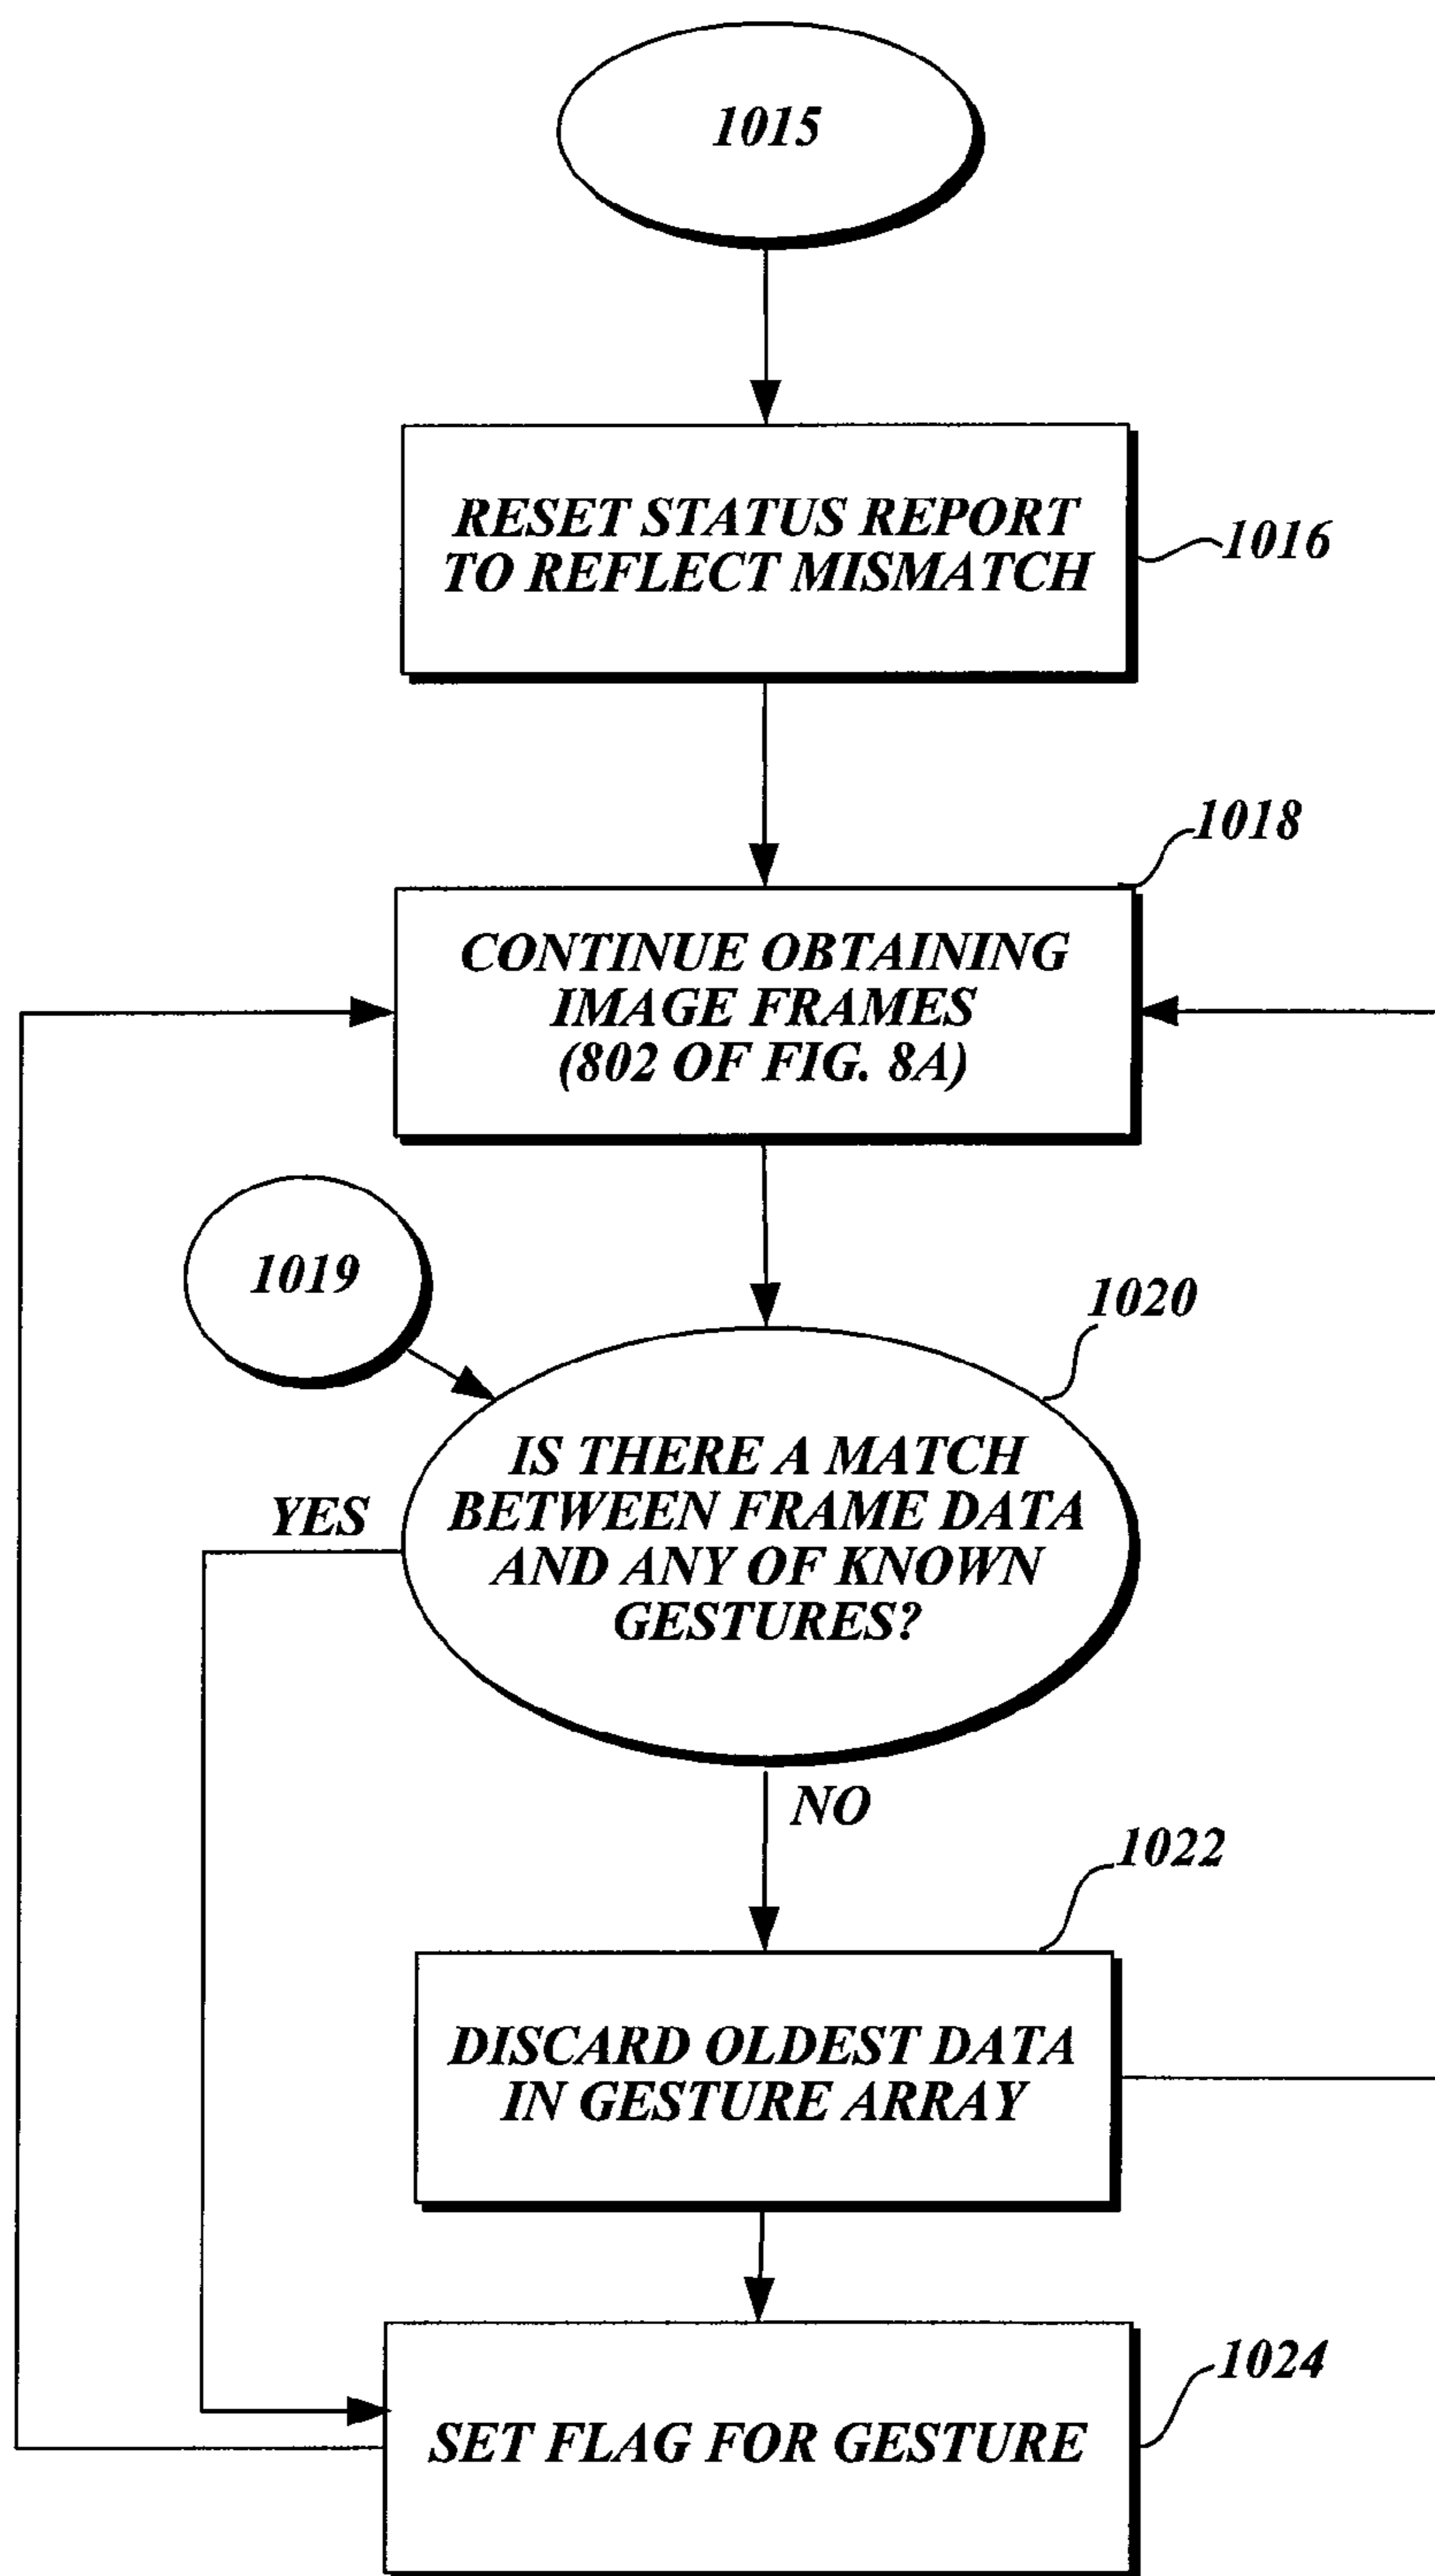 1015
RESET STATUS REPORT
TO REFLECT MISMATCH
1016
1018
CONTINUE OBTAINING
IMAGE FRAMES
(802 OF FIG. 8A)
1019
1020
IS THERE A MATCH
BETWEEN FRAME DATA
AND ANY OF KNOWN
GESTURES?
YES
NO
1022
DISCARD OLDEST DATA
IN GESTURE ARRAY
1024
SET FLAG FOR GESTURE